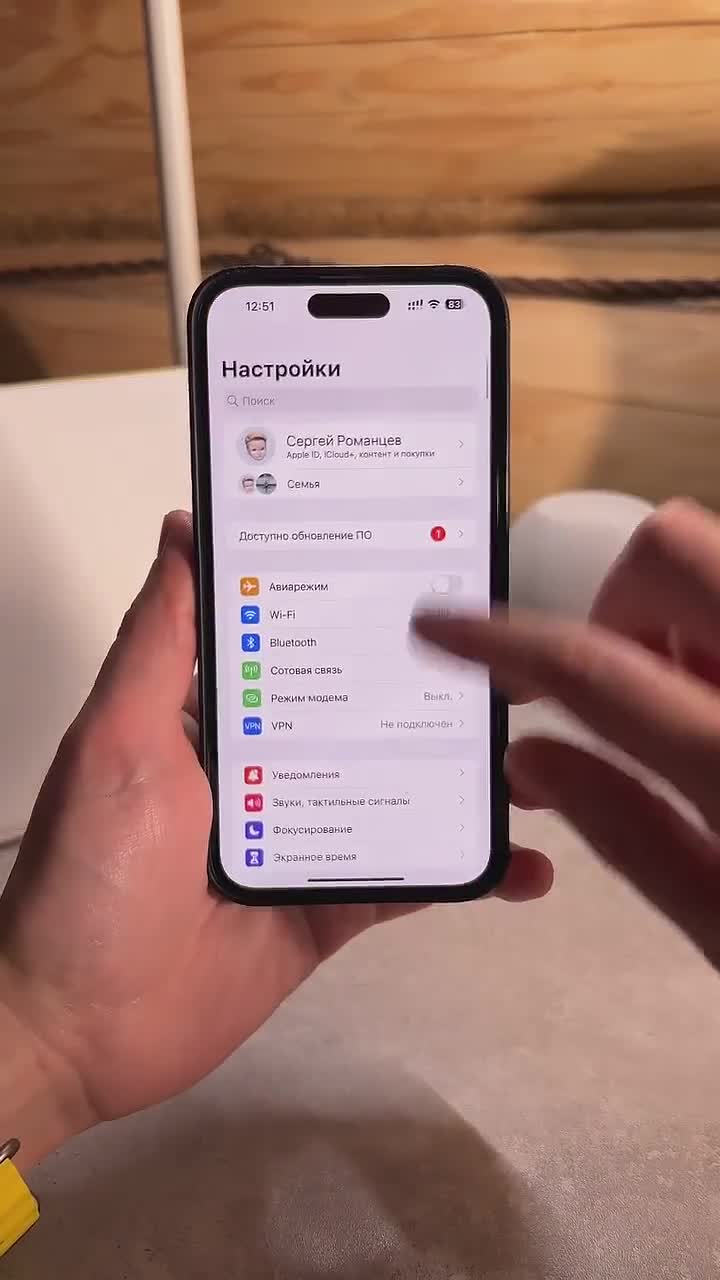 12:51
83
Настройки
Поиск
Сергей Романцев
Apple ID, iCloud+, контент и покупки
Семья
Доступно обновление ПО
1
Авиарежим
Wi-Fi
Bluetooth
Сотовая связь
Режим модема Выкл.
VPN VPN Не подключен
Уведомления
Звуки, тактильные сигналы
Фокусирование
Экранное время